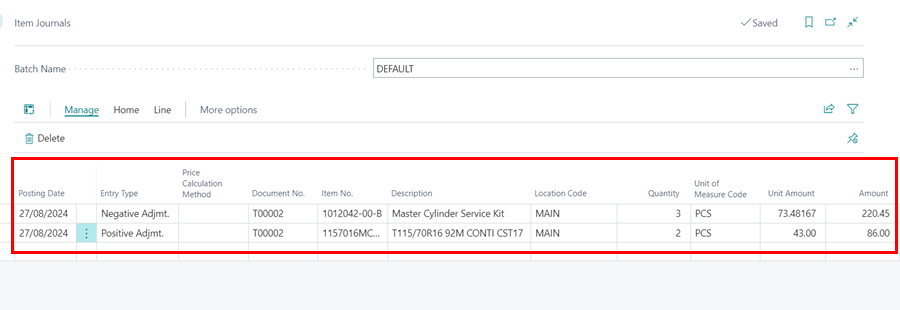 Item Journals
Saved
Batch Name
DEFAULT
Manage Home Line More options
Delete
Posting Date Entry Type Price Calculation Method Document No. Item No. Description Location Code Quantity Unit of Measure Code Unit Amount Amount
27/08/2024 Negative Adjmt. T00002 1012042-00-B Master Cylinder Service Kit MAIN 3 PCS 73.48167 220.45
27/08/2024 Positive Adjmt. T00002 1157016MC... T115/70R16 92M CONTI CST17 MAIN 2 PCS 43.00 86.00